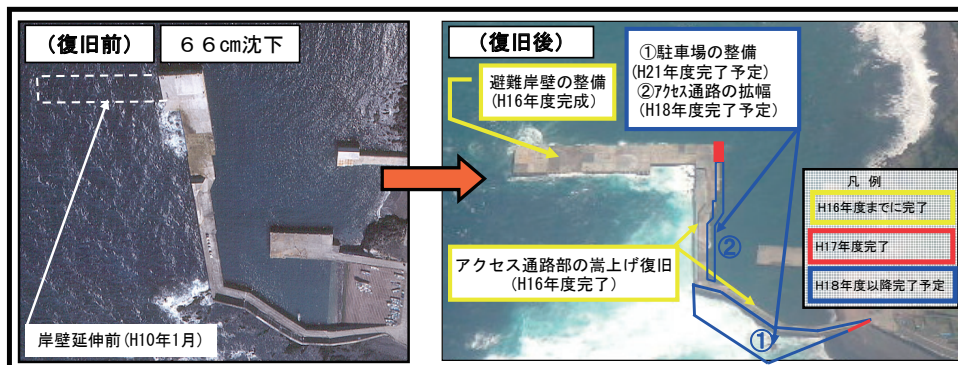 (復旧前)
66cm沈下
岸壁延伸前(H10年1月)
(復旧後)
避難岸壁の整備
(H16年度完成)
①駐車場の整備
(H21年度完了予定)
②アクセス通路の拡幅
(H18年度完了予定)
アクセス通路部の嵩上げ復旧
(H16年度完了)
②
①
凡 例
H16年度までに完了
H17年度完了
H18年度以降完了予定